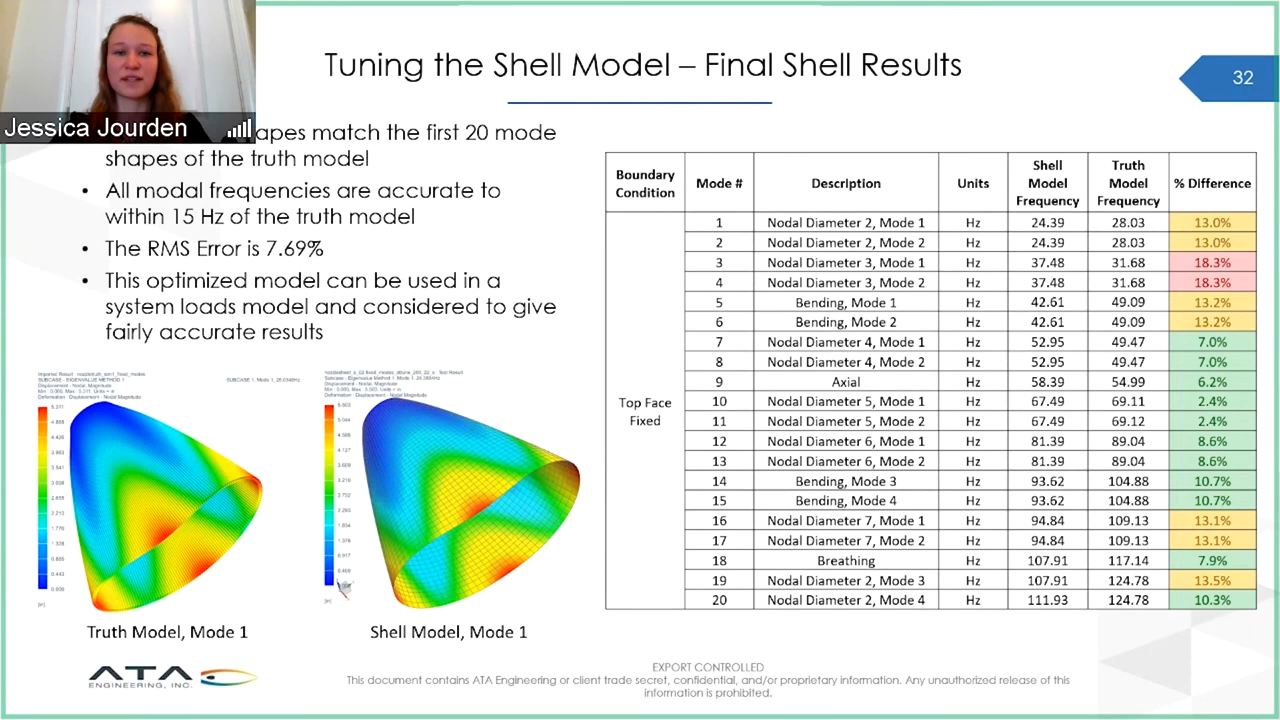 Tuning the Shell Model – Final Shell Results
32
Jessica Jourden
apes match the first 20 mode
shapes of the truth model
• All modal frequencies are accurate to
within 15 Hz of the truth model
• The RMS Error is 7.69%
• This optimized model can be used in a
system loads model and considered to give
fairly accurate results
Boundary Condition Mode # Description Units Shell Model Frequency Truth Model Frequency % Difference
Top Face Fixed
1 Nodal Diameter 2, Mode 1 Hz 24.39 28.03 13.0%
2 Nodal Diameter 2, Mode 2 Hz 24.39 28.03 13.0%
3 Nodal Diameter 3, Mode 1 Hz 37.48 31.68 18.3%
4 Nodal Diameter 3, Mode 2 Hz 37.48 31.68 18.3%
5 Bending, Mode 1 Hz 42.61 49.09 13.2%
6 Bending, Mode 2 Hz 42.61 49.09 13.2%
7 Nodal Diameter 4, Mode 1 Hz 52.95 49.47 7.0%
8 Nodal Diameter 4, Mode 2 Hz 52.95 49.47 7.0%
9 Axial Hz 58.39 54.99 6.2%
10 Nodal Diameter 5, Mode 1 Hz 67.49 69.11 2.4%
11 Nodal Diameter 5, Mode 2 Hz 67.49 69.12 2.4%
12 Nodal Diameter 6, Mode 1 Hz 81.39 89.04 8.6%
13 Nodal Diameter 6, Mode 2 Hz 81.39 89.04 8.6%
14 Bending, Mode 3 Hz 93.62 104.88 10.7%
15 Bending, Mode 4 Hz 93.62 104.88 10.7%
16 Nodal Diameter 7, Mode 1 Hz 94.84 109.13 13.1%
17 Nodal Diameter 7, Mode 2 Hz 94.84 109.13 13.1%
18 Breathing Hz 107.91 117.14 7.9%
19 Nodal Diameter 2, Mode 3 Hz 107.91 124.78 13.5%
20 Nodal Diameter 2, Mode 4 Hz 111.93 124.78 10.3%
SUBCASE - EIGENVALUE METHOD 1
Displacement - Nodal, Magnitude
Deformation : Displacement - Nodal Magnitude
Truth Model, Mode 1
Shell Model, Mode 1
ATA
ENGINEERING, INC.
EXPORT CONTROLLED
This document contains ATA Engineering or client trade secret, confidential, and/or proprietary information. Any unauthorized release of this
information is prohibited.